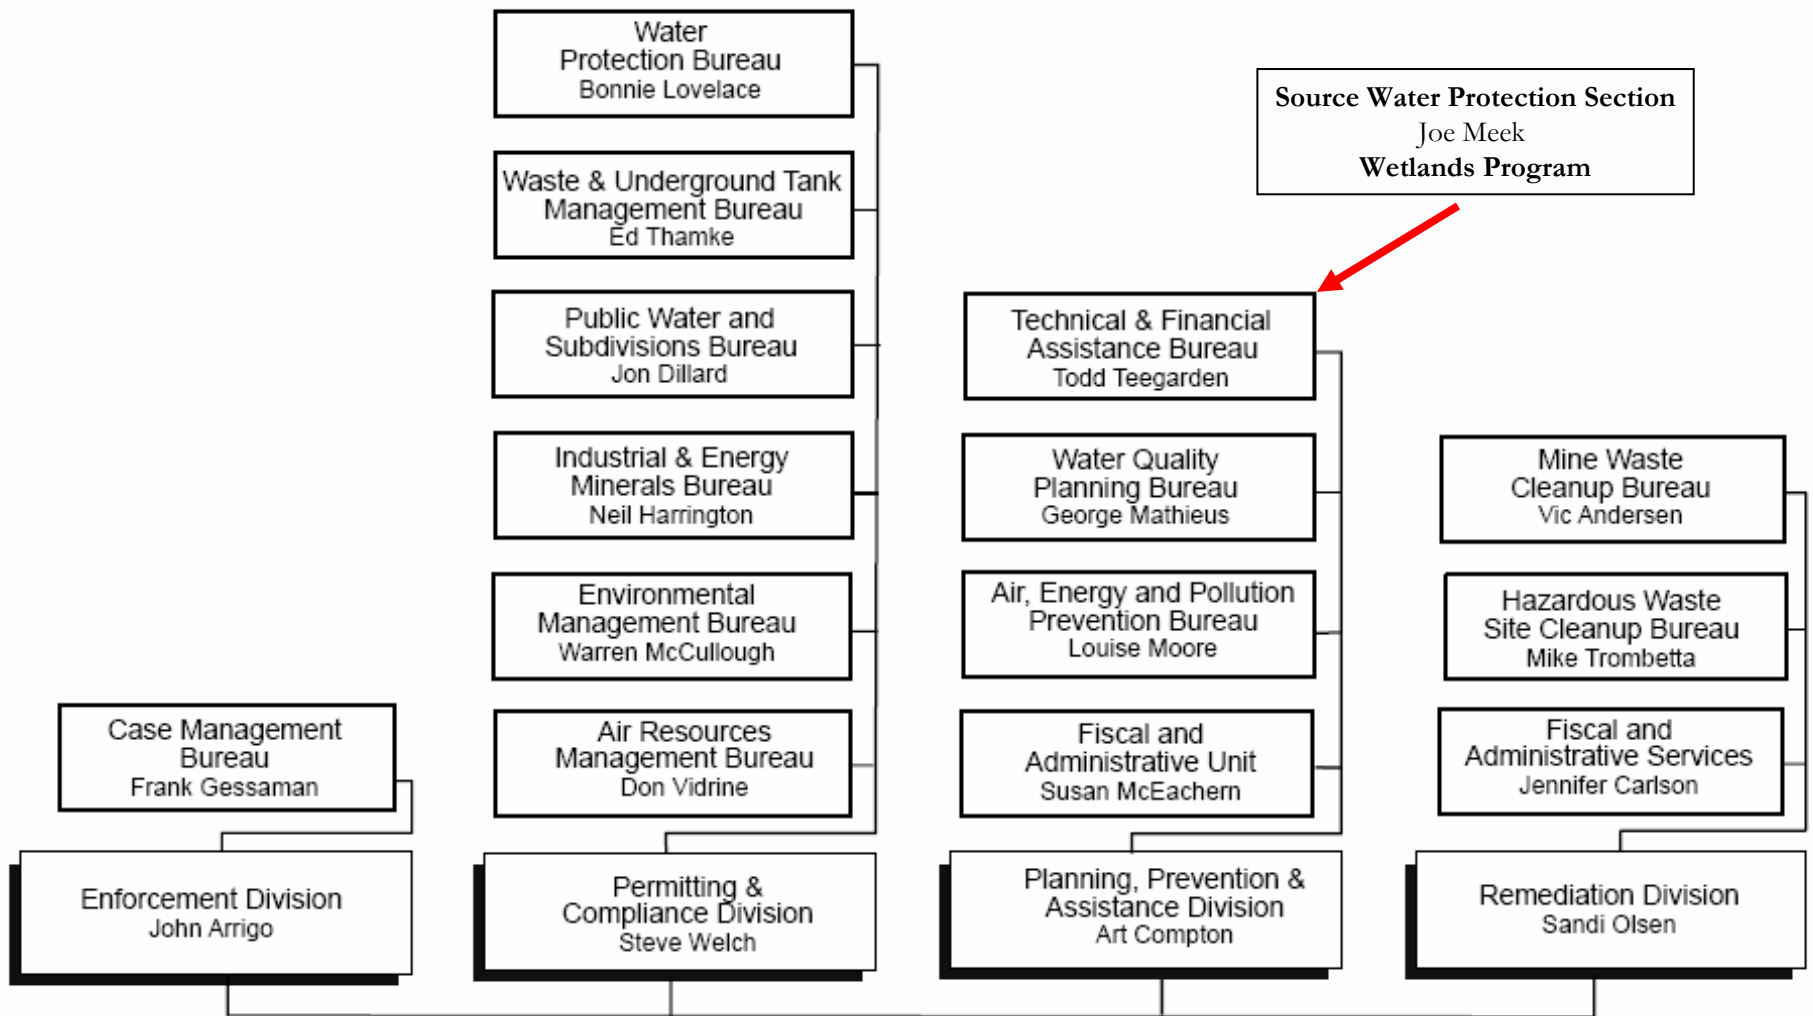 Water
Protection Bureau
Bonnie Lovelace
Source Water Protection Section
Joe Meek
Wetlands Program
Waste & Underground Tank
Management Bureau
Ed Thamke
Public Water and
Subdivisions Bureau
Jon Dillard
Technical & Financial
Assistance Bureau
Todd Teegarden
Industrial & Energy
Minerals Bureau
Neil Harrington
Water Quality
Planning Bureau
George Mathieus
Mine Waste
Cleanup Bureau
Vic Andersen
Environmental
Management Bureau
Warren McCullough
Air, Energy and Pollution
Prevention Bureau
Louise Moore
Hazardous Waste
Site Cleanup Bureau
Mike Trombetta
Case Management
Bureau
Frank Gessaman
Air Resources
Management Bureau
Don Vidrine
Fiscal and
Administrative Unit
Susan McEachern
Fiscal and
Administrative Services
Jennifer Carlson
Enforcement Division
John Arrigo
Permitting &
Compliance Division
Steve Welch
Planning, Prevention &
Assistance Division
Art Compton
Remediation Division
Sandi Olsen